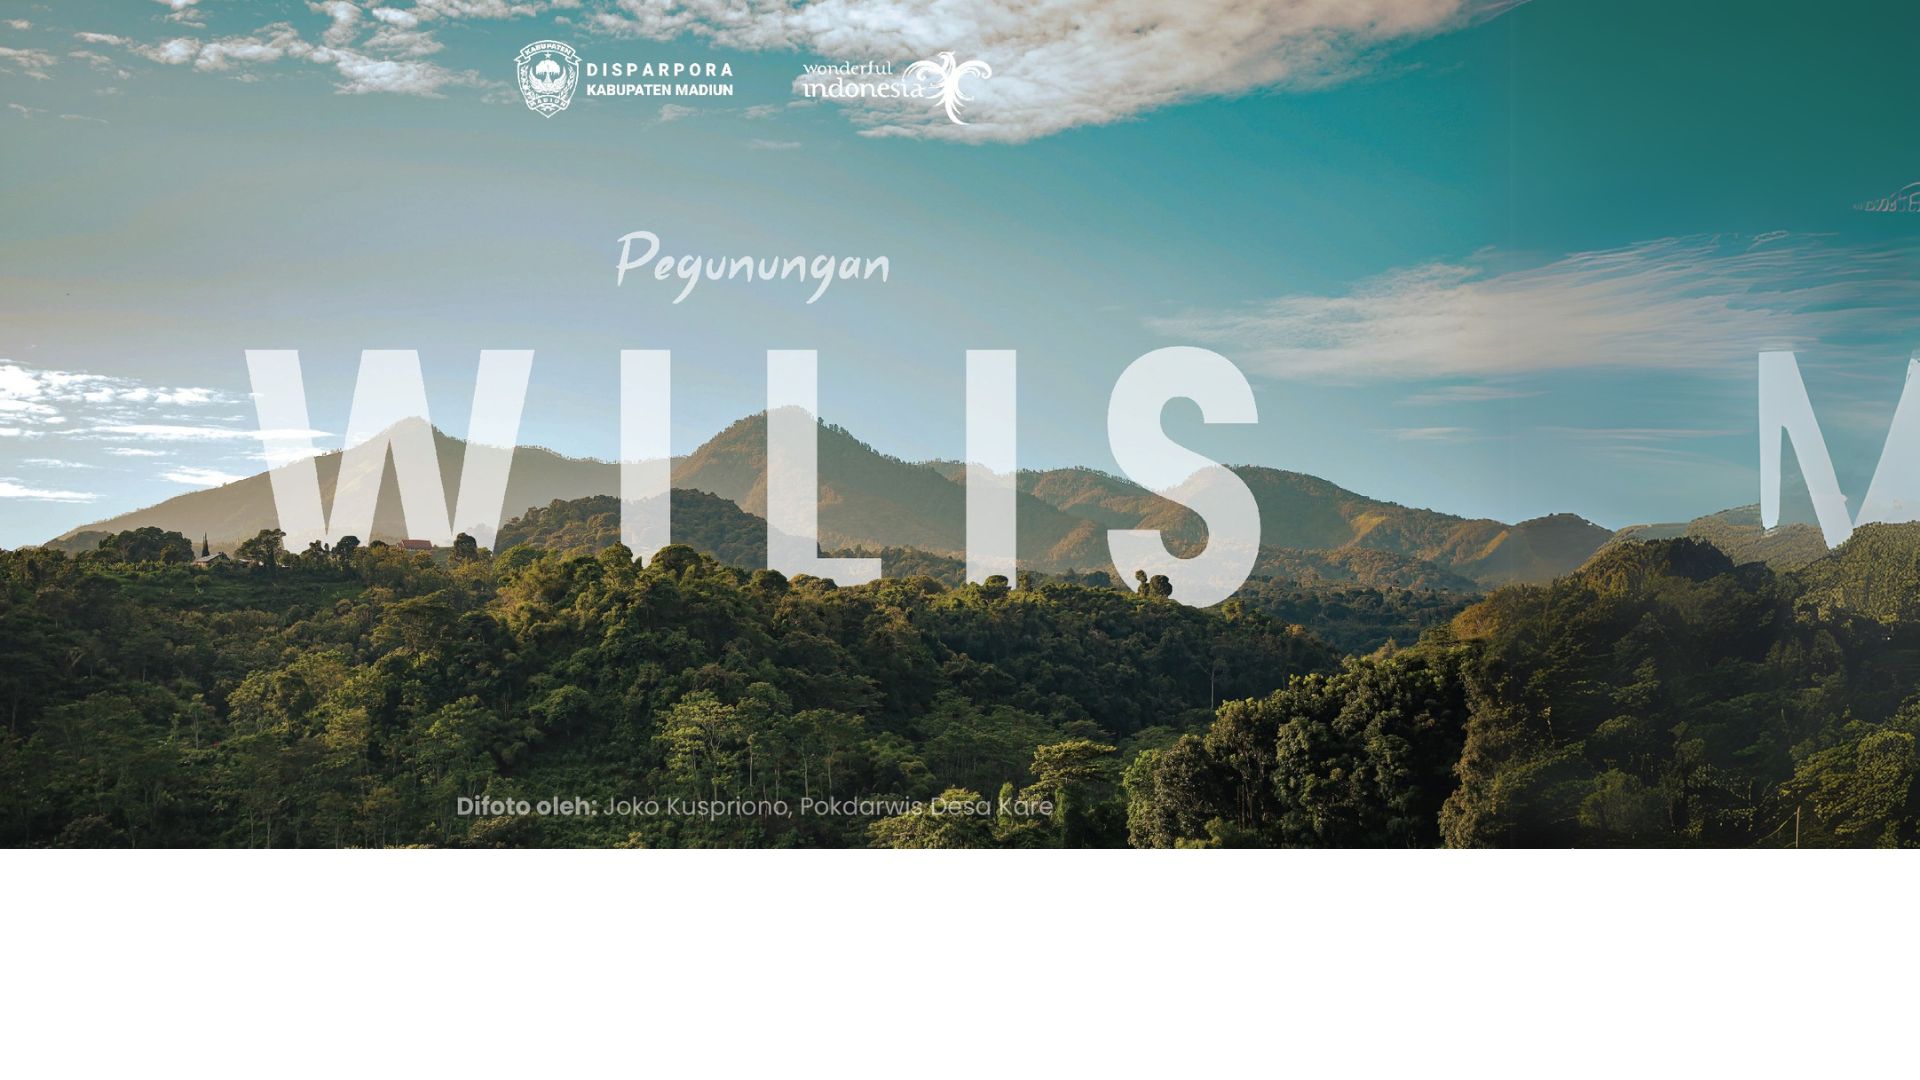 KABUPATEN
MADIUN
DISPARPORA
KABUPATEN MADIUN
wonderful
indonesia
Pegunungan
WILIS M
Difoto oleh: Joko Kuspriono, Pokdarwis Desa Kare